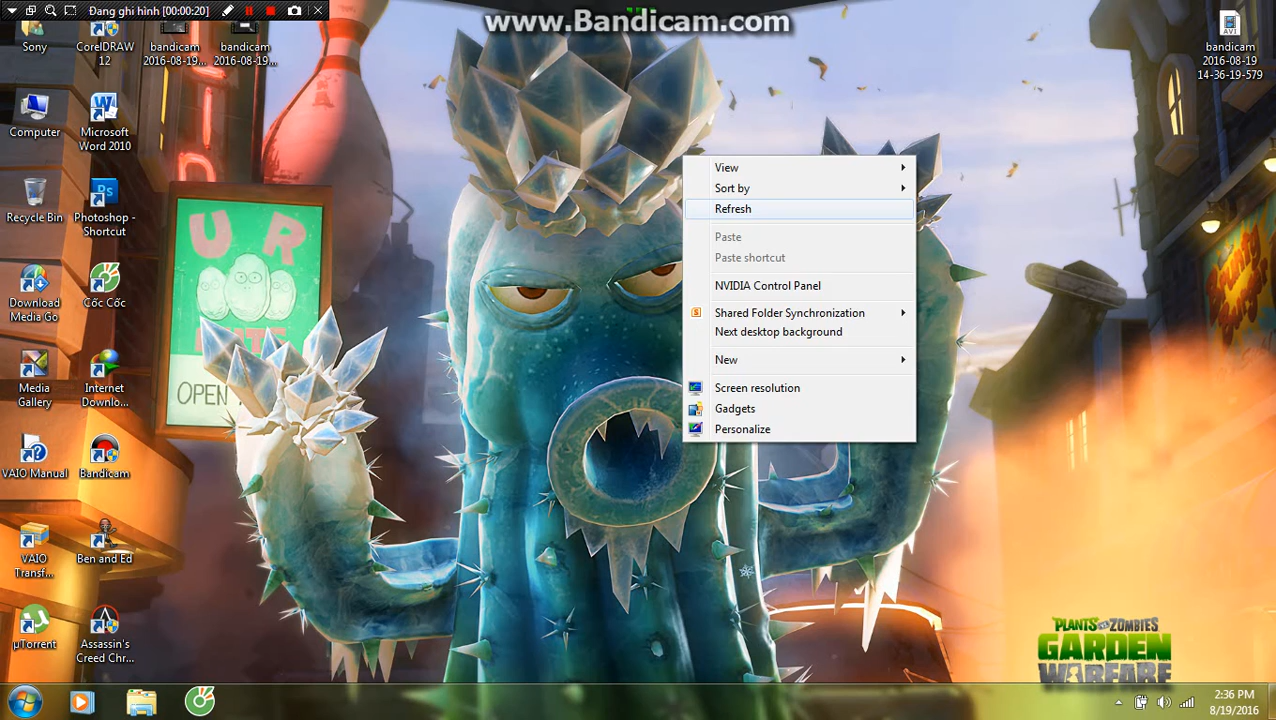 Đang ghi hình [00:00:20]
www.Bandicam.com
Sony
CorelDRAW
12
bandicam
2016-08-19...
bandicam
2016-08-19...
bandicam
2016-08-19
14-36-19-579
Computer
Microsoft
Word 2010
Recycle Bin
Photoshop -
Shortcut
Download
Media Go
Cốc Cốc
Media
Gallery
Internet
Downlo...
VAIO Manual
Bandicam
VAIO
Transf...
Ben and Ed
µTorrent
Assassin's
Creed Chr...
U R
OPEN
View
Sort by
Refresh
Paste
Paste shortcut
NVIDIA Control Panel
Shared Folder Synchronization
Next desktop background
New
Screen resolution
Gadgets
Personalize
PLANTS VS ZOMBIES
GARDEN
WARFARE
2:36 PM
8/19/2016